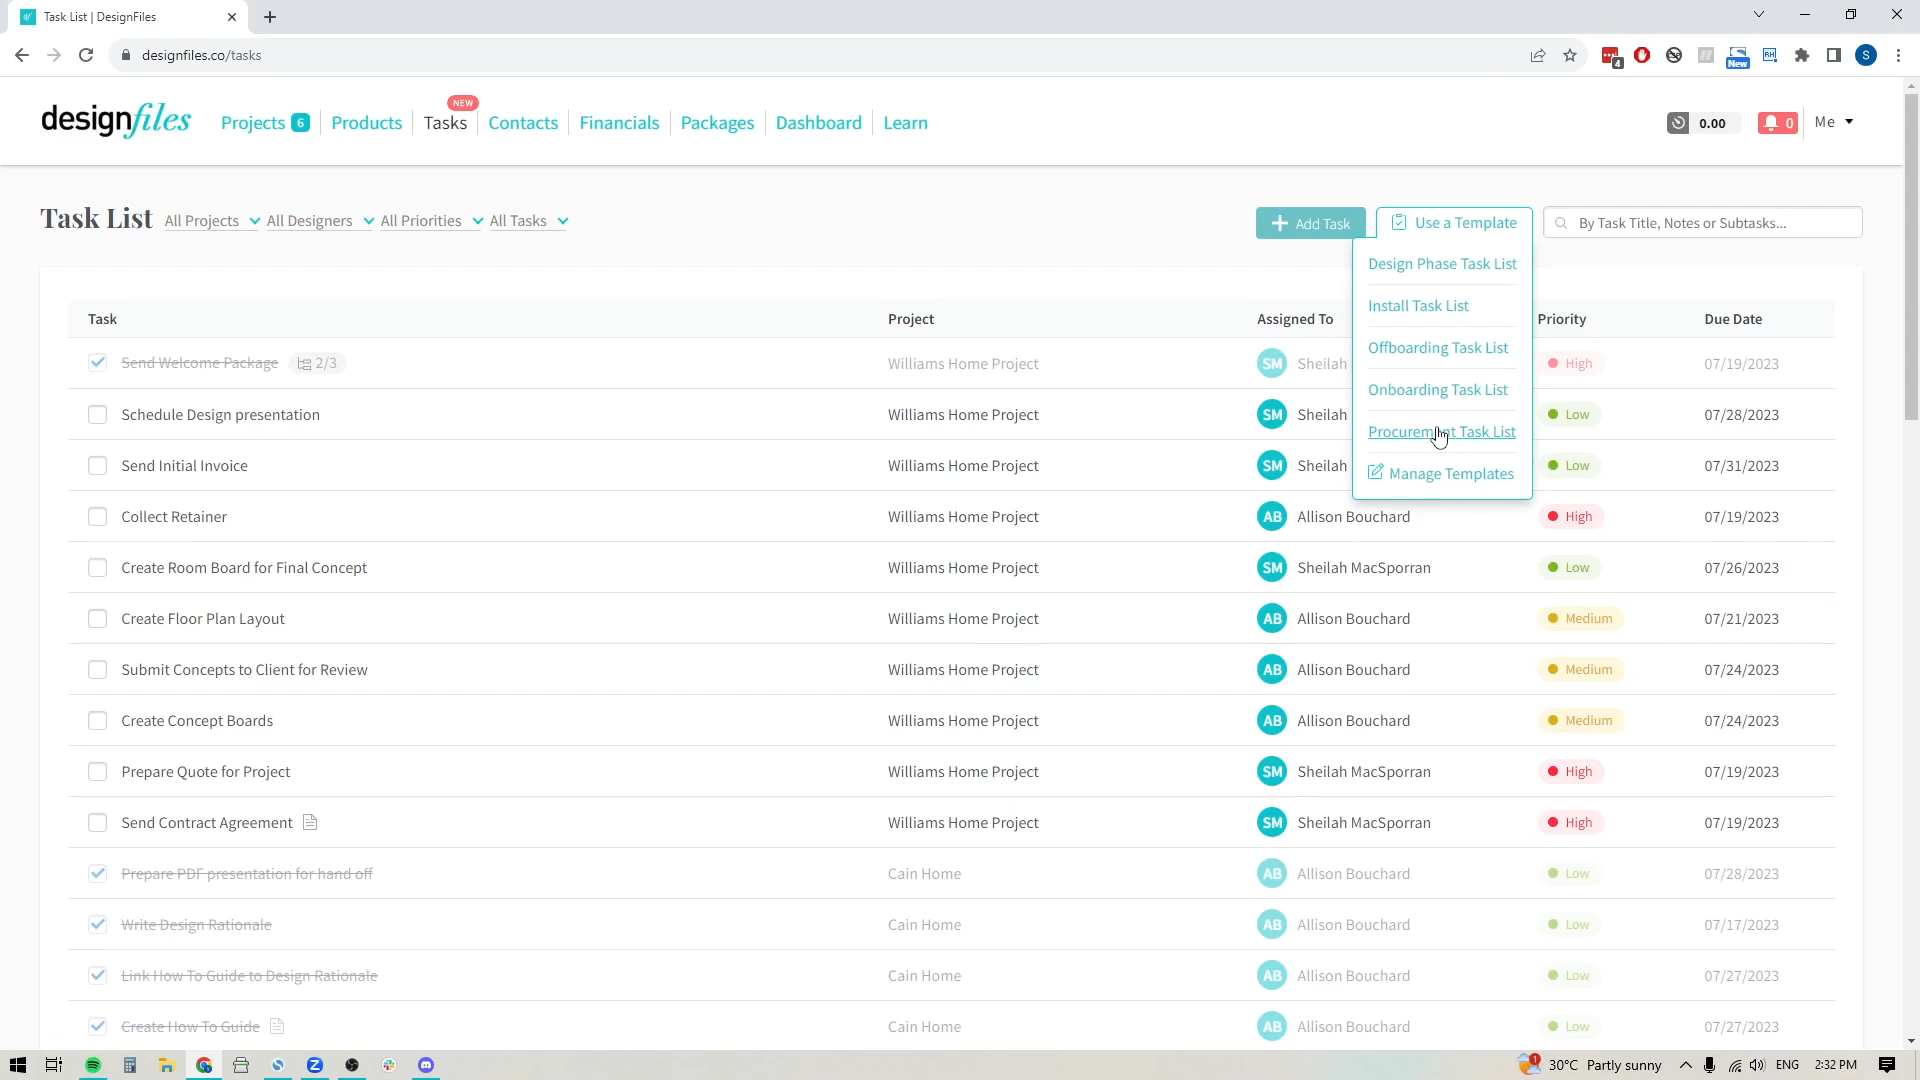 Task List | DesignFiles
designfiles.co/tasks
4
New
RH
S
designfiles
Projects 6
Products
NEW
Tasks
Contacts
Financials
Packages
Dashboard
Learn
0.00
0
Me
Task List
All Projects
All Designers
All Priorities
All Tasks
Add Task
Use a Template
By Task Title, Notes or Subtasks...
Design Phase Task List
Install Task List
Offboarding Task List
Onboarding Task List
Procurement Task List
Manage Templates
Task Project Assigned To Priority Due Date
Send Welcome Package 2/3 Williams Home Project SM Sheilah High 07/19/2023
Schedule Design presentation Williams Home Project SM Sheilah Low 07/28/2023
Send Initial Invoice Williams Home Project SM Sheilah Low 07/31/2023
Collect Retainer Williams Home Project AB Allison Bouchard High 07/19/2023
Create Room Board for Final Concept Williams Home Project SM Sheilah MacSporran Low 07/26/2023
Create Floor Plan Layout Williams Home Project AB Allison Bouchard Medium 07/21/2023
Submit Concepts to Client for Review Williams Home Project AB Allison Bouchard Medium 07/24/2023
Create Concept Boards Williams Home Project AB Allison Bouchard Medium 07/24/2023
Prepare Quote for Project Williams Home Project SM Sheilah MacSporran High 07/19/2023
Send Contract Agreement Williams Home Project SM Sheilah MacSporran High 07/19/2023
Prepare PDF presentation for hand off Cain Home AB Allison Bouchard Low 07/28/2023
Write Design Rationale Cain Home AB Allison Bouchard Low 07/17/2023
Link How To Guide to Design Rationale Cain Home AB Allison Bouchard Low 07/27/2023
Create How To Guide Cain Home AB Allison Bouchard Low 07/27/2023
1
30°C Partly sunny
ENG
2:32 PM